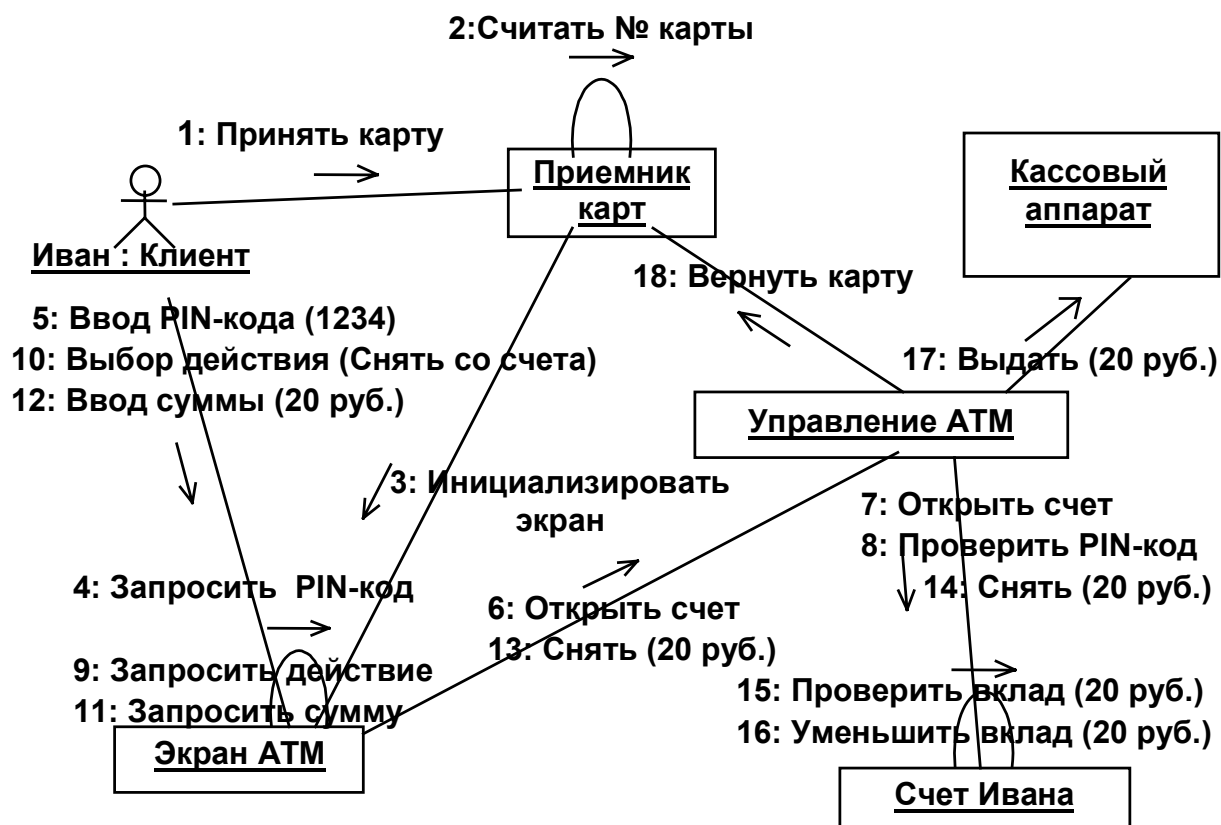 2:Считать № карты
1: Принять карту
Приемник
карт
Кассовый
аппарат
Иван : Клиент
18: Вернуть карту
5: Ввод PIN-кода (1234)
10: Выбор действия (Снять со счета)
12: Ввод суммы (20 руб.)
17: Выдать (20 руб.)
Управление АТМ
3: Инициализировать
экран
7: Открыть счет
8: Проверить PIN-код
14: Снять (20 руб.)
4: Запросить PIN-код
6: Открыть счет
13: Снять (20 руб.)
9: Запросить действие
11: Запросить сумму
15: Проверить вклад (20 руб.)
16: Уменьшить вклад (20 руб.)
Экран АТМ
Счет Ивана